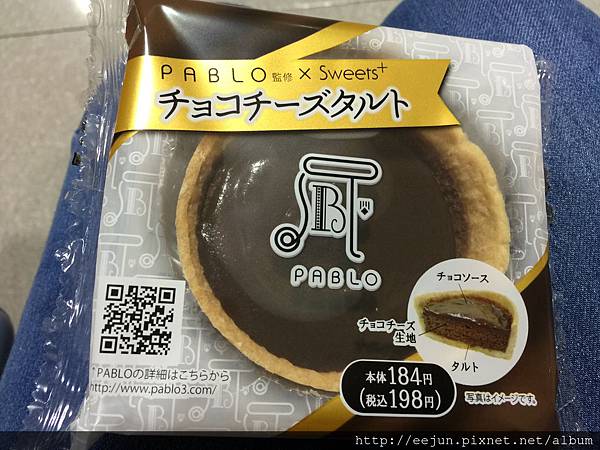 PABLO監修 × Sweets+
チョコチーズタルト
PABLO
チョコソース
チョコチーズ
生地
タルト
PABLOの詳細はこちらから
http://www.pablo3.com/
本体184円
(税込198円)
写真はイメージです。
http://eejun.pixnet.net/album